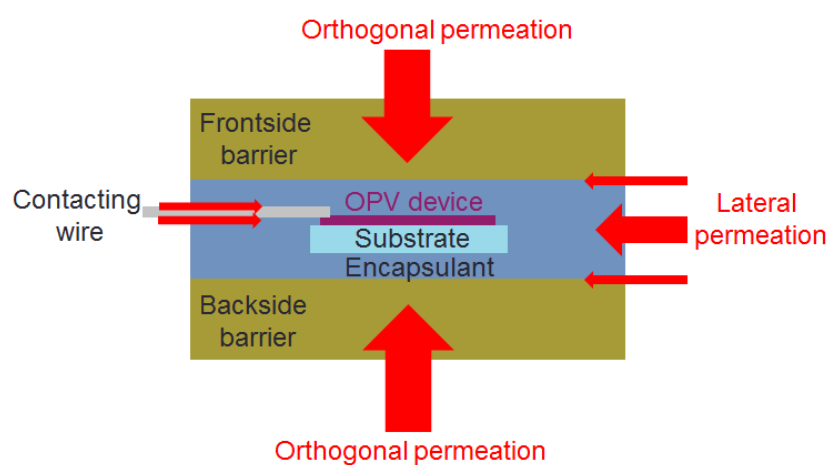 Orthogonal permeation
Frontside
barrier
Contacting
wire
OPV device
Lateral
permeation
Substrate
Encapsulant
Backside
barrier
Orthogonal permeation